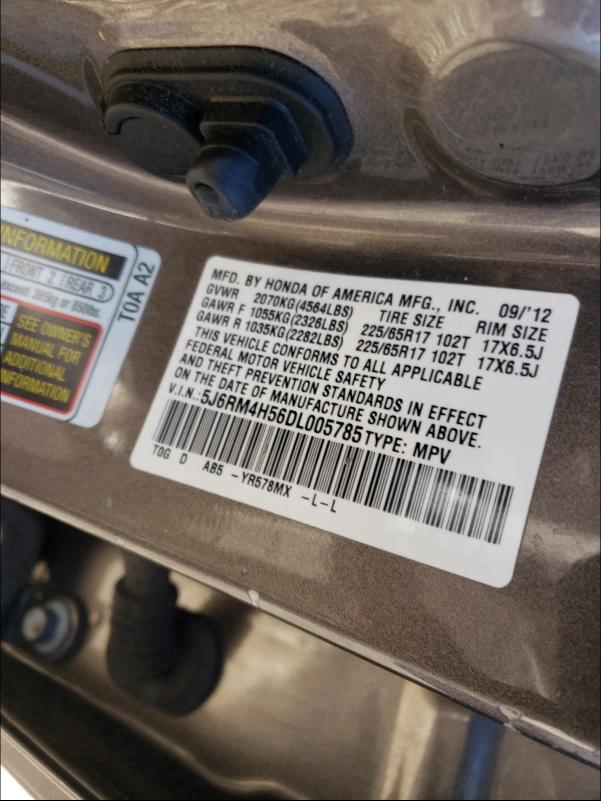 INFORMATION
FRONT 2 REAR 3
or 850lbs.
SEE OWNER'S
MANUAL FOR
ADDITIONAL
INFORMATION
T0A A2
MFD. BY HONDA OF AMERICA MFG., INC. 09/'12
GVWR 2070KG(4564LBS) TIRE SIZE RIM SIZE
GAWR F 1055KG(2326LBS) 225/65R17 102T 17X6.5J
GAWR R 1035KG(2282LBS) 225/65R17 102T 17X6.5J
THIS VEHICLE CONFORMS TO ALL APPLICABLE
FEDERAL MOTOR VEHICLE SAFETY
AND THEFT PREVENTION STANDARDS IN EFFECT
ON THE DATE OF MANUFACTURE SHOWN ABOVE.
V.I.N.:5J6RM4H56DL005785 TYPE: MPV
T0G D AB5 -YR578MX -L-L